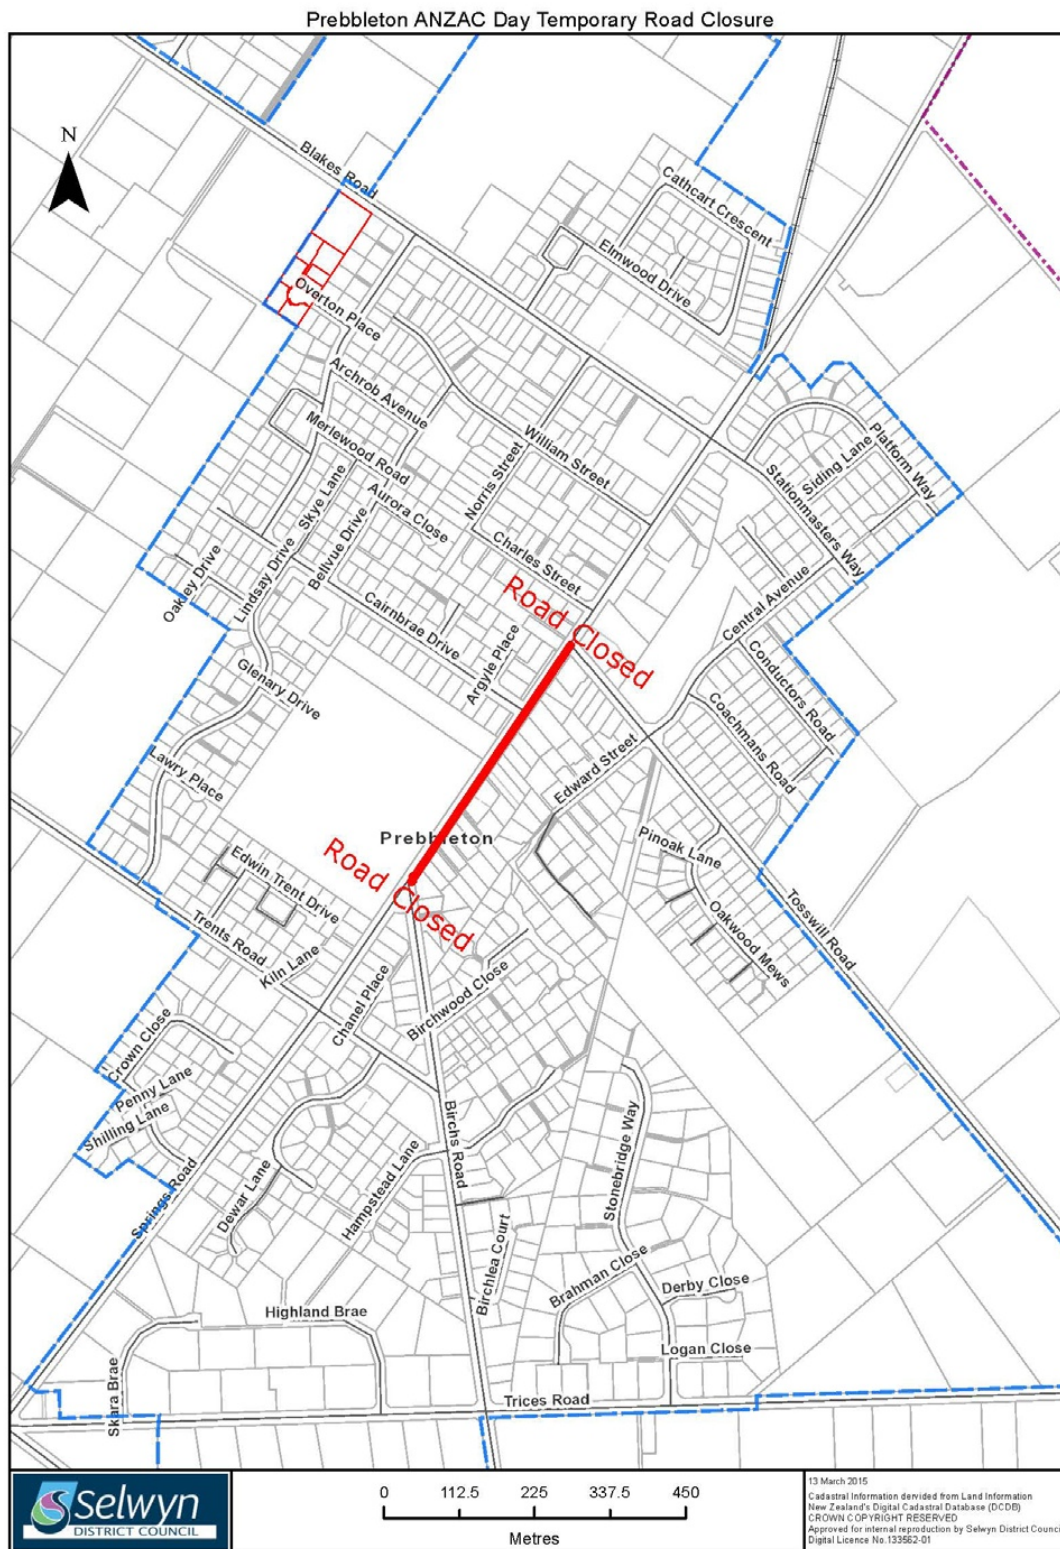 Prebbleton ANZAC Day Temporary Road Closure
N
Blakes Road
Cathcart Crescent
Elmwood Drive
Overton Place
Archrob Avenue
Merlewood Road
William Street
Norris Street
Platform Way
Siding Lane
Stationmasters Way
Skye Lane
Aurora Close
Bellvue Drive
Charles Street
Oakley Drive
Lindsay Drive
Central Avenue
Cairnbrae Drive
Argyle Place
Road Closed
Conductors Road
Coachmans Road
Glenary Drive
Edward Street
Lawry Place
Prebbleton
Pinoak Lane
Road Closed
Edwin Trent Drive
Tosswill Road
Oakwood Mews
Trents Road
Kiln Lane
Chanel Place
Birchwood Close
Crown Close
Penny Lane
Shilling Lane
Birchs Road
Stonebridge Way
Springs Road
Dewar Lane
Hampstead Lane
Birchlea Court
Brahman Close
Derby Close
Highland Brae
Logan Close
Skara Brae
Trices Road
Selwyn
DISTRICT COUNCIL
0 112.5 225 337.5 450
Metres
13 March 2015
Cadastral Information derived from Land Information
New Zealand's Digital Cadastral Database (DCDB)
CROWN COPYRIGHT RESERVED
Approved for internal reproduction by Selwyn District Counci
Digital Licence No.133562-01